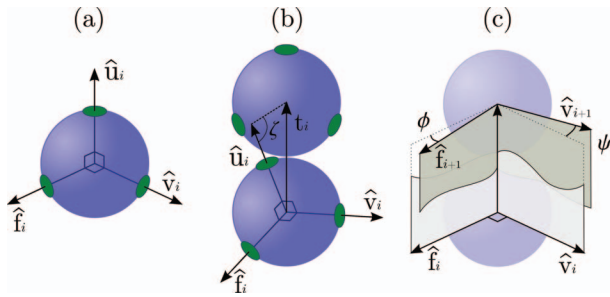 (a)
û_i
f̂_i
v̂_i
(b)
ζ
t_i
û_i
v̂_i
f̂_i
(c)
v̂_{i+1}
ϕ
ψ
f̂_{i+1}
f̂_i
v̂_i